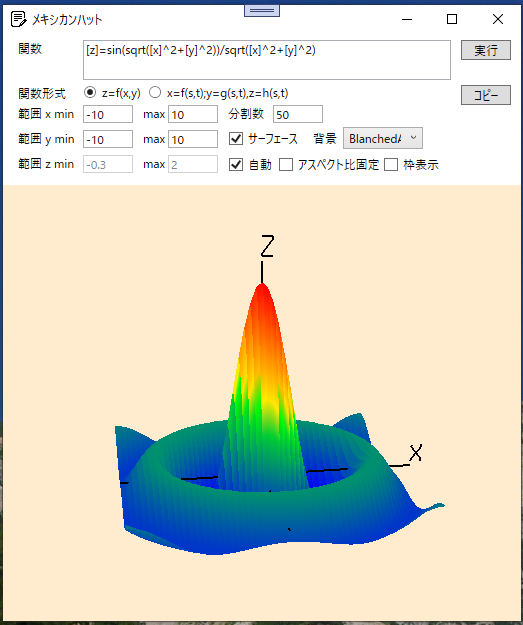 メキシカンハット
関数 [z]=sin(sqrt([x]^2+[y]^2))/sqrt([x]^2+[y]^2) 実行
関数形式 z=f(x,y) x=f(s,t);y=g(s,t),z=h(s,t) コピー
範囲 x min -10 max 10 分割数 50
範囲 y min -10 max 10 サーフェース 背景 BlanchedA
範囲 z min -0.3 max 2 自動 アスペクト比固定 枠表示
Z
X